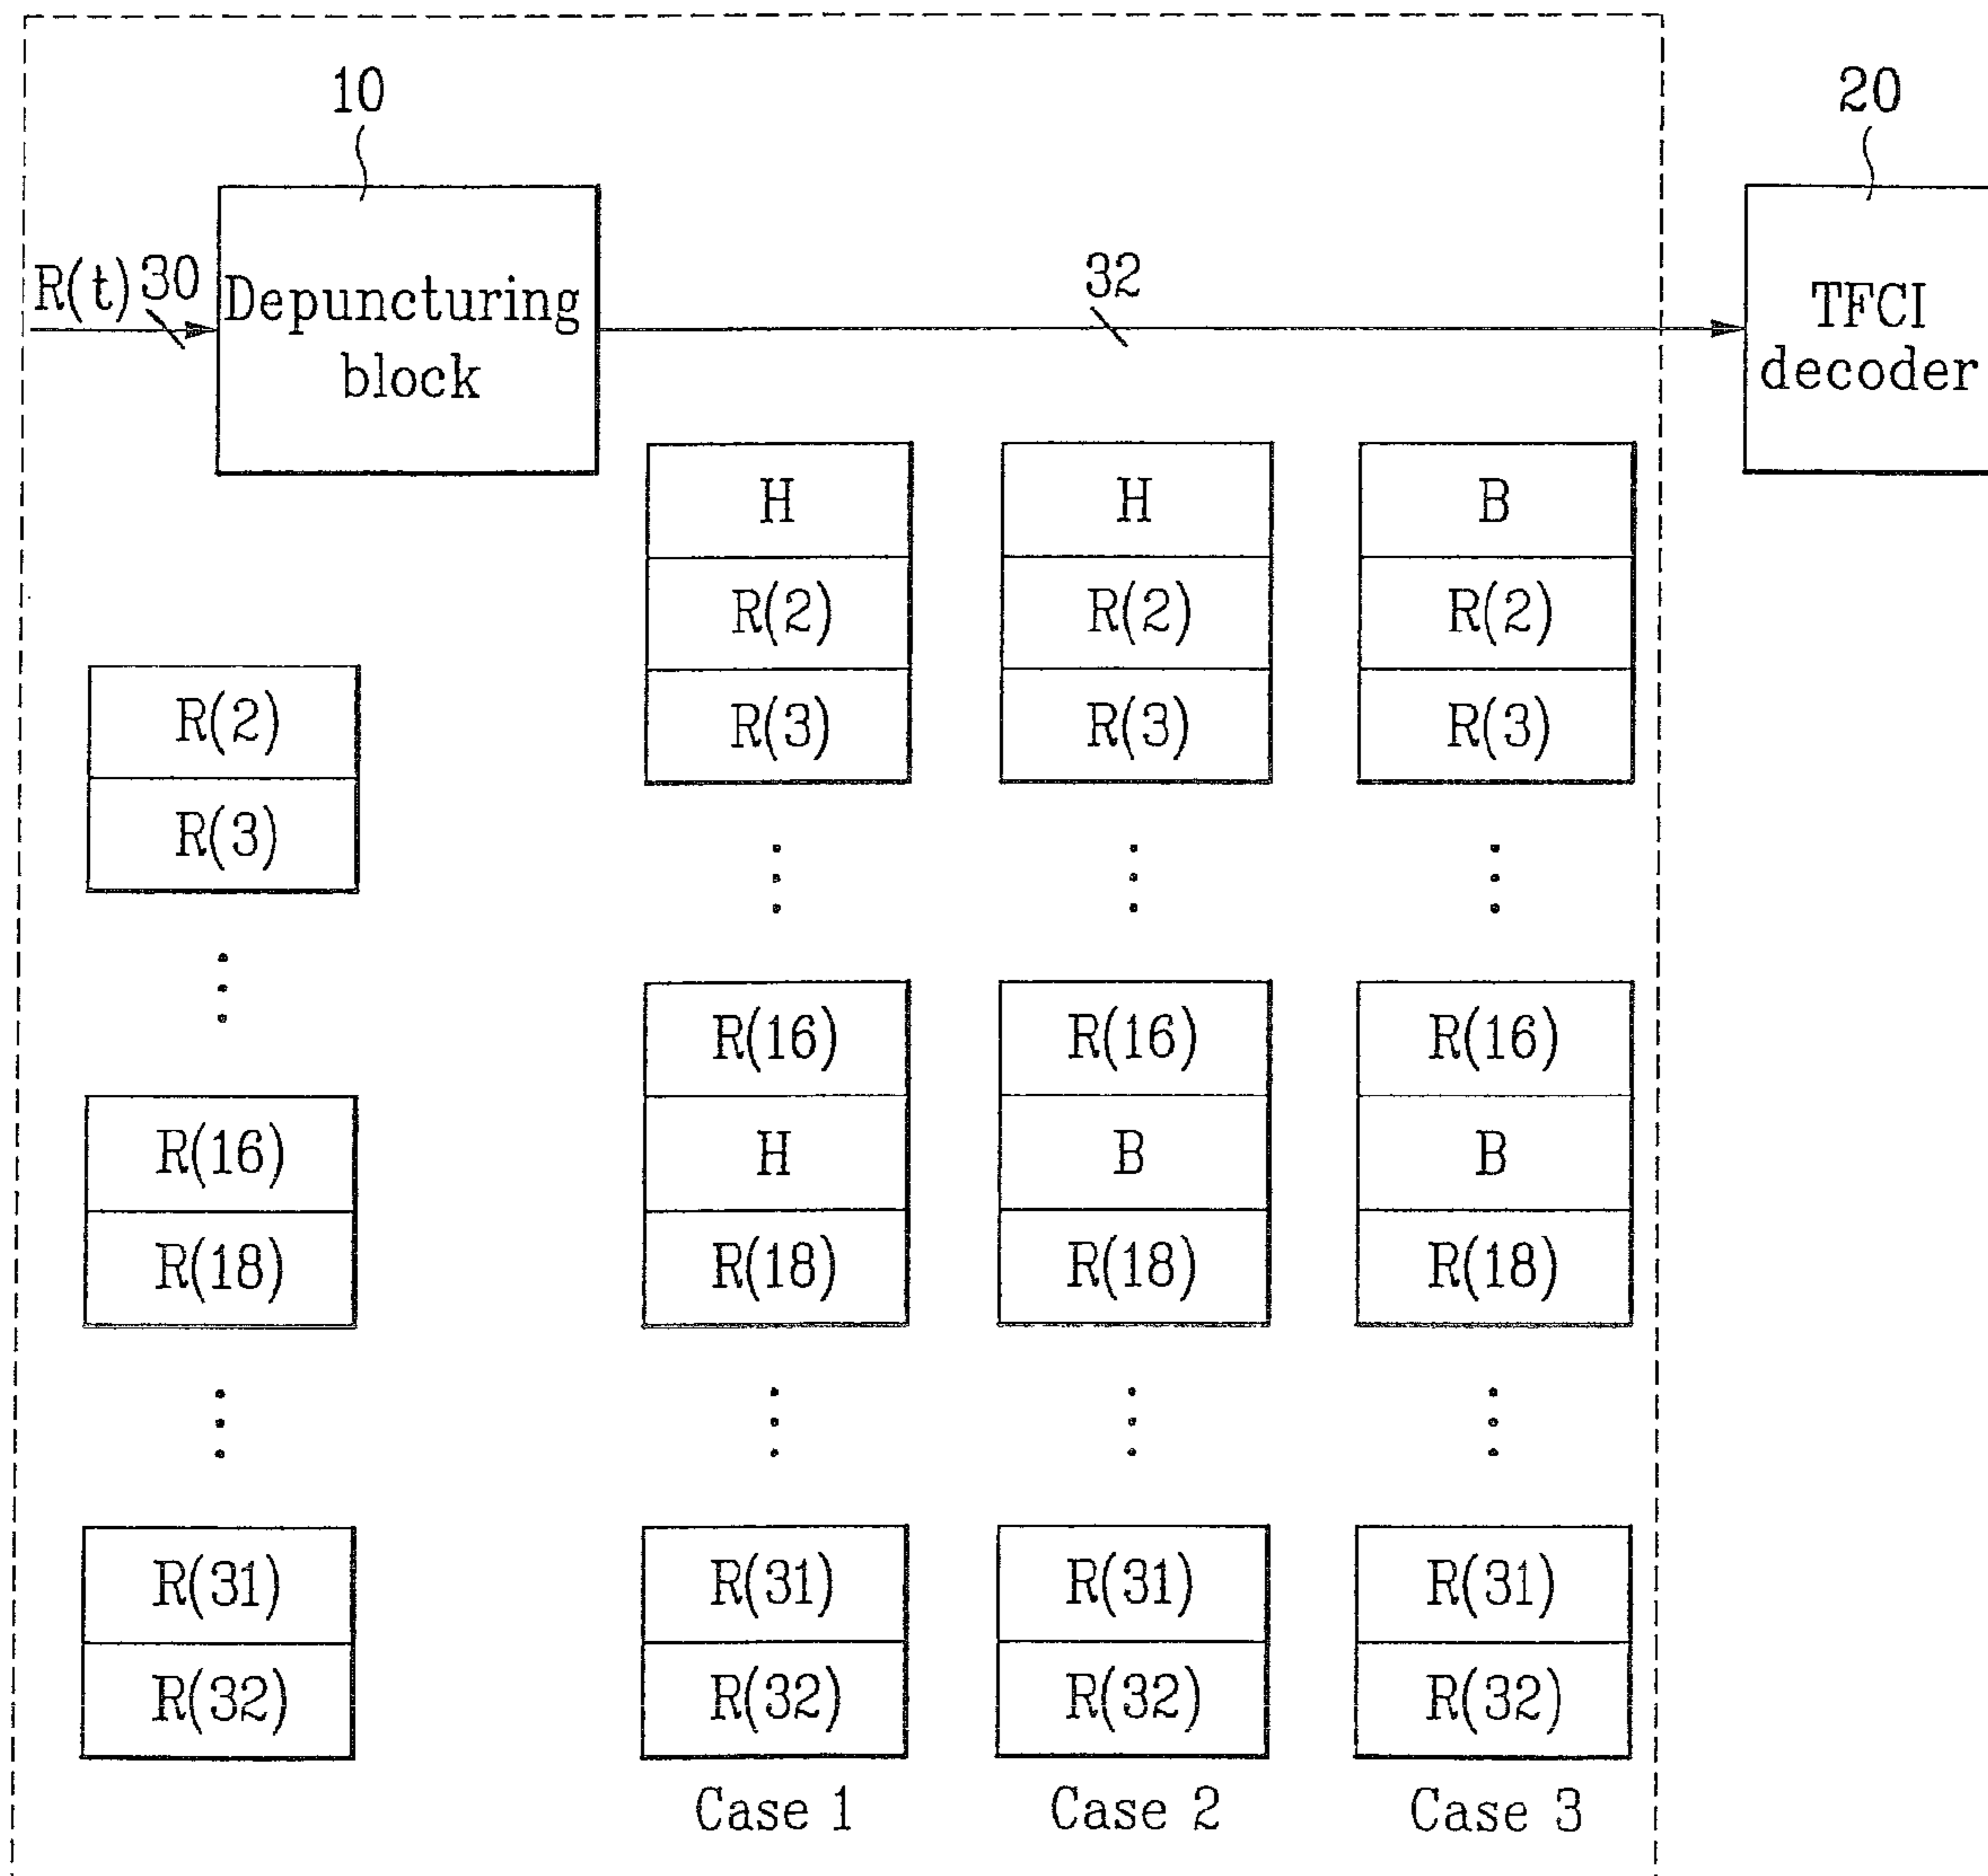 10
20
R(t) 30
Depuncturing
block
32
TFCI
decoder
R(2)
R(3)
R(16)
R(18)
R(31)
R(32)
H
R(2)
R(3)
R(16)
H
R(18)
R(31)
R(32)
Case 1
H
R(2)
R(3)
R(16)
B
R(18)
R(31)
R(32)
Case 2
B
R(2)
R(3)
R(16)
B
R(18)
R(31)
R(32)
Case 3